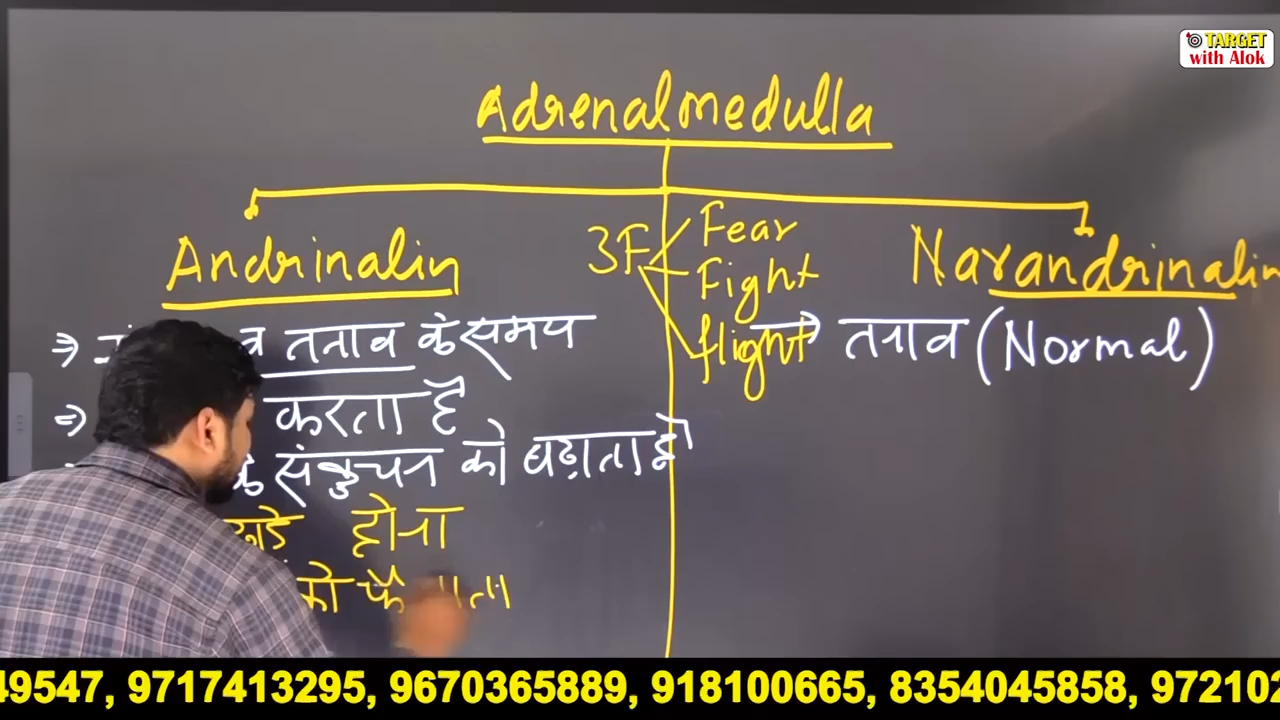 TARGET
with Alok
Adrenalmedulla
Andrinalin
3F
Fear
Fight
flight
Narandrinalin
⇒ व तनाव के समय
⇒ करता है
के संकुचन को बढ़ाता है
होना
को
→ तनाव (Normal)
49547, 9717413295, 9670365889, 918100665, 8354045858, 972102